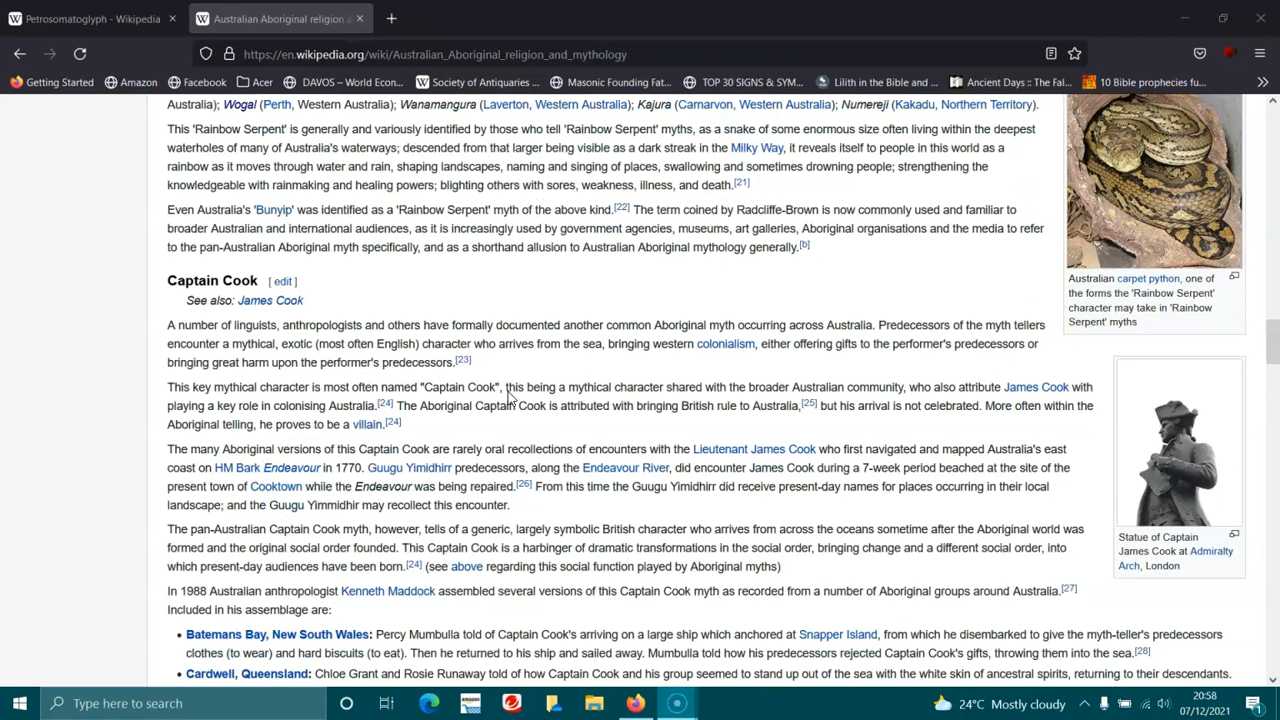 Petrosomatoglyph - Wikipedia
Australian Aboriginal religion a
https://en.wikipedia.org/wiki/Australian_Aboriginal_religion_and_mythology
Getting Started Amazon Facebook Acer DAVOS – World Econ... Society of Antiquaries ... Masonic Founding Fat... TOP 30 SIGNS & SYM... Lilith in the Bible and ... Ancient Days :: The Fal... 10 Bible prophecies fu...
Australia); Wogal (Perth, Western Australia); Wanamangura (Laverton, Western Australia); Kajura (Carnarvon, Western Australia); Numereji (Kakadu, Northern Territory).
This 'Rainbow Serpent' is generally and variously identified by those who tell 'Rainbow Serpent' myths, as a snake of some enormous size often living within the deepest
waterholes of many of Australia's waterways; descended from that larger being visible as a dark streak in the Milky Way, it reveals itself to people in this world as a
rainbow as it moves through water and rain, shaping landscapes, naming and singing of places, swallowing and sometimes drowning people; strengthening the
knowledgeable with rainmaking and healing powers; blighting others with sores, weakness, illness, and death.[21]
Even Australia's 'Bunyip' was identified as a 'Rainbow Serpent' myth of the above kind.[22] The term coined by Radcliffe-Brown is now commonly used and familiar to
broader Australian and international audiences, as it is increasingly used by government agencies, museums, art galleries, Aboriginal organisations and the media to refer
to the pan-Australian Aboriginal myth specifically, and as a shorthand allusion to Australian Aboriginal mythology generally.[b]
Australian carpet python, one of
the forms the 'Rainbow Serpent'
character may take in 'Rainbow
Serpent' myths
Captain Cook [ edit ]
See also: James Cook
A number of linguists, anthropologists and others have formally documented another common Aboriginal myth occurring across Australia. Predecessors of the myth tellers
encounter a mythical, exotic (most often English) character who arrives from the sea, bringing western colonialism, either offering gifts to the performer's predecessors or
bringing great harm upon the performer's predecessors.[23]
This key mythical character is most often named "Captain Cook", this being a mythical character shared with the broader Australian community, who also attribute James Cook with
playing a key role in colonising Australia.[24] The Aboriginal Captain Cook is attributed with bringing British rule to Australia,[25] but his arrival is not celebrated. More often within the
Aboriginal telling, he proves to be a villain.[24]
The many Aboriginal versions of this Captain Cook are rarely oral recollections of encounters with the Lieutenant James Cook who first navigated and mapped Australia's east
coast on HM Bark Endeavour in 1770. Guugu Yimidhirr predecessors, along the Endeavour River, did encounter James Cook during a 7-week period beached at the site of the
present town of Cooktown while the Endeavour was being repaired.[26] From this time the Guugu Yimidhirr did receive present-day names for places occurring in their local
landscape; and the Guugu Yimmidhir may recollect this encounter.
The pan-Australian Captain Cook myth, however, tells of a generic, largely symbolic British character who arrives from across the oceans sometime after the Aboriginal world was
formed and the original social order founded. This Captain Cook is a harbinger of dramatic transformations in the social order, bringing change and a different social order, into
which present-day audiences have been born.[24] (see above regarding this social function played by Aboriginal myths)
Statue of Captain
James Cook at Admiralty
Arch, London
In 1988 Australian anthropologist Kenneth Maddock assembled several versions of this Captain Cook myth as recorded from a number of Aboriginal groups around Australia.[27]
Included in his assemblage are:
• Batemans Bay, New South Wales: Percy Mumbulla told of Captain Cook's arriving on a large ship which anchored at Snapper Island, from which he disembarked to give the myth-teller's predecessors
clothes (to wear) and hard biscuits (to eat). Then he returned to his ship and sailed away. Mumbulla told how his predecessors rejected Captain Cook's gifts, throwing them into the sea.[28]
• Cardwell, Queensland: Chloe Grant and Rosie Runaway told of how Captain Cook and his group seemed to stand up out of the sea with the white skin of ancestral spirits, returning to their descendants.
Type here to search
amazon
24°C Mostly cloudy
20:58
07/12/2021
1